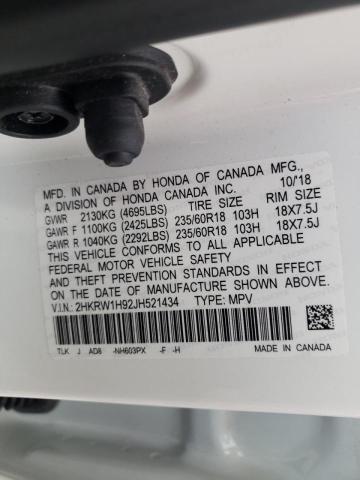 MFD. IN CANADA BY HONDA OF CANADA MFG.,
A DIVISION OF HONDA CANADA INC. 10/'18
GVWR 2130KG (4695LBS) TIRE SIZE RIM SIZE
GAWR F 1100KG (2425LBS) 235/60R18 103H 18X7.5J
GAWR R 1040KG (2292LBS) 235/60R18 103H 18X7.5J
THIS VEHICLE CONFORMS TO ALL APPLICABLE
FEDERAL MOTOR VEHICLE SAFETY
AND THEFT PREVENTION STANDARDS IN EFFECT
ON THE DATE OF MANUFACTURE SHOWN ABOVE.
V.I.N.: 2HKRW1H92JH521434 TYPE: MPV
TLK J AD8 -NH603PX -F -H MADE IN CANADA